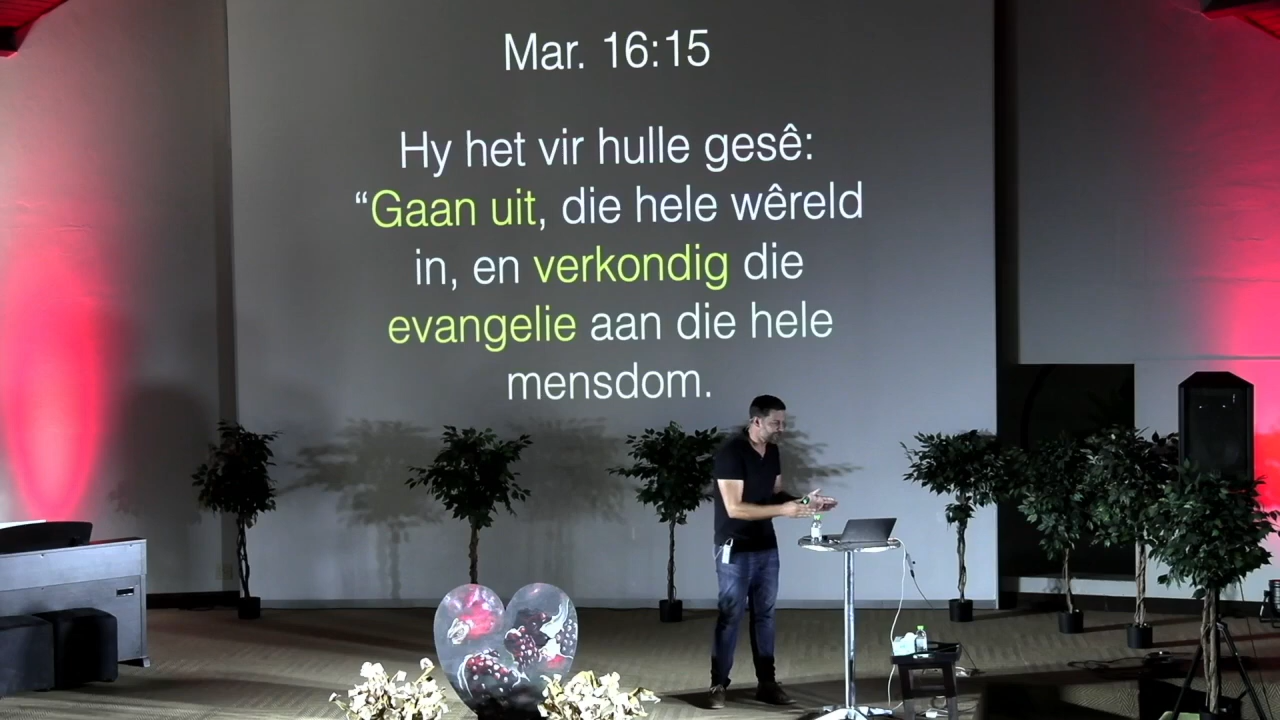 Mar. 16:15
Hy het vir hulle gesê:
“Gaan uit, die hele wêreld
in, en verkondig die
evangelie aan die hele
mensdom.